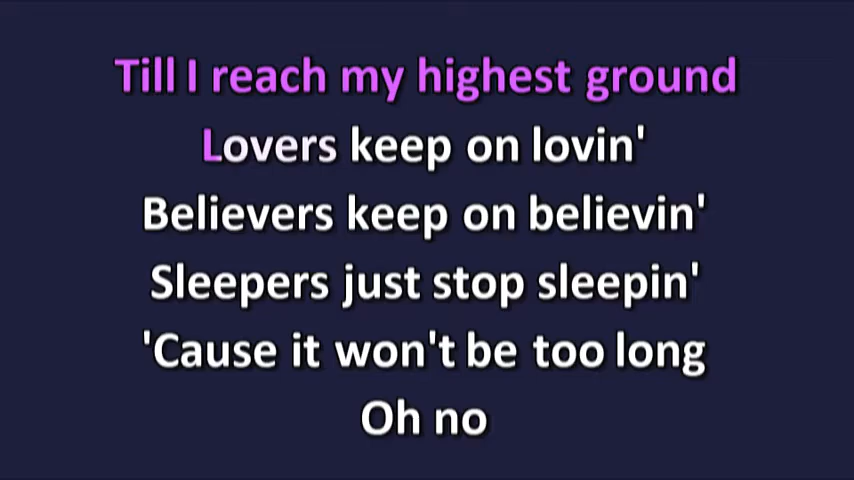 Till I reach my highest ground
Lovers keep on lovin'
Believers keep on believin'
Sleepers just stop sleepin'
'Cause it won't be too long
Oh no